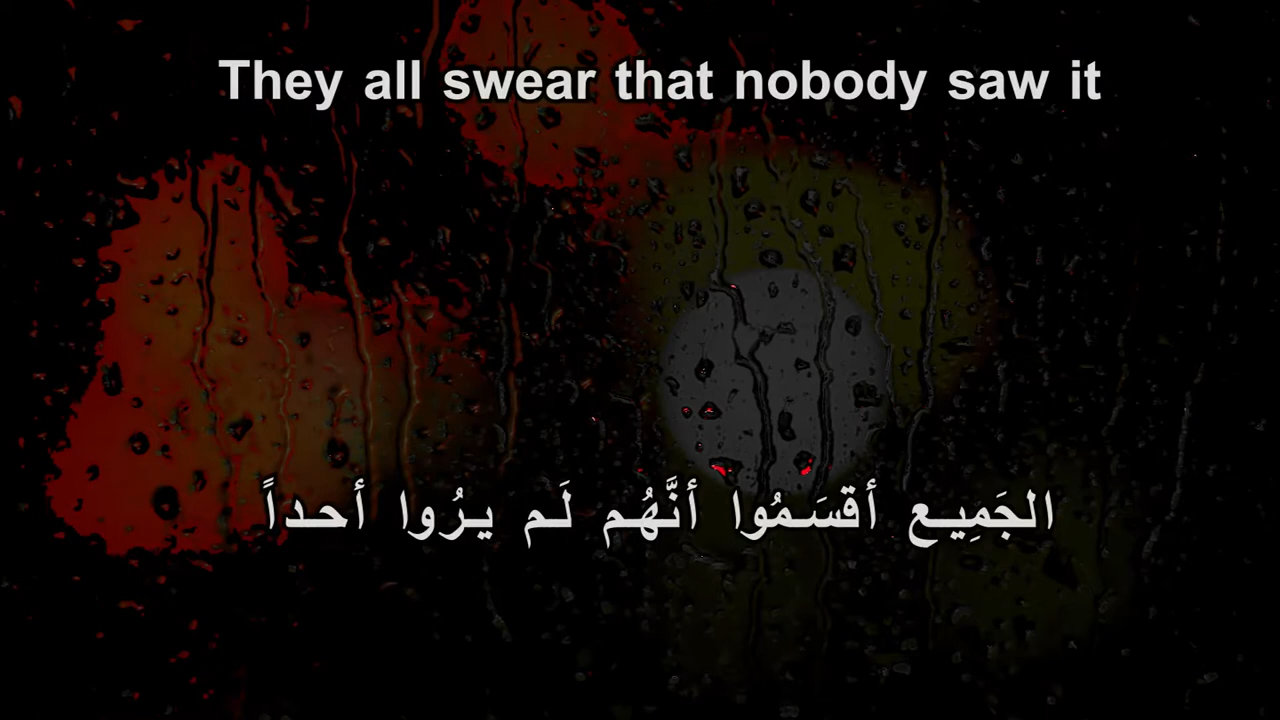 They all swear that nobody saw it
الجَمِيع أقسَمُوا أنَّهُم لَم يرُوا أحداً